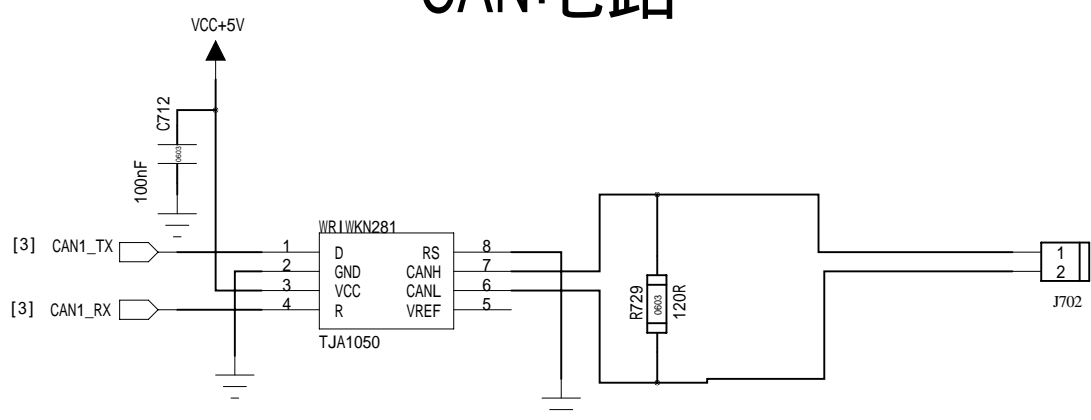 CAN电路
VCC+5V
C712
0603
100nF
WRIWKN281
[3] CAN1_TX
1 D RS 8
2 GND CANH 7
3 VCC CANL 6
[3] CAN1_RX
4 R VREF 5
TJA1050
R729
0603
120R
1
2
J702